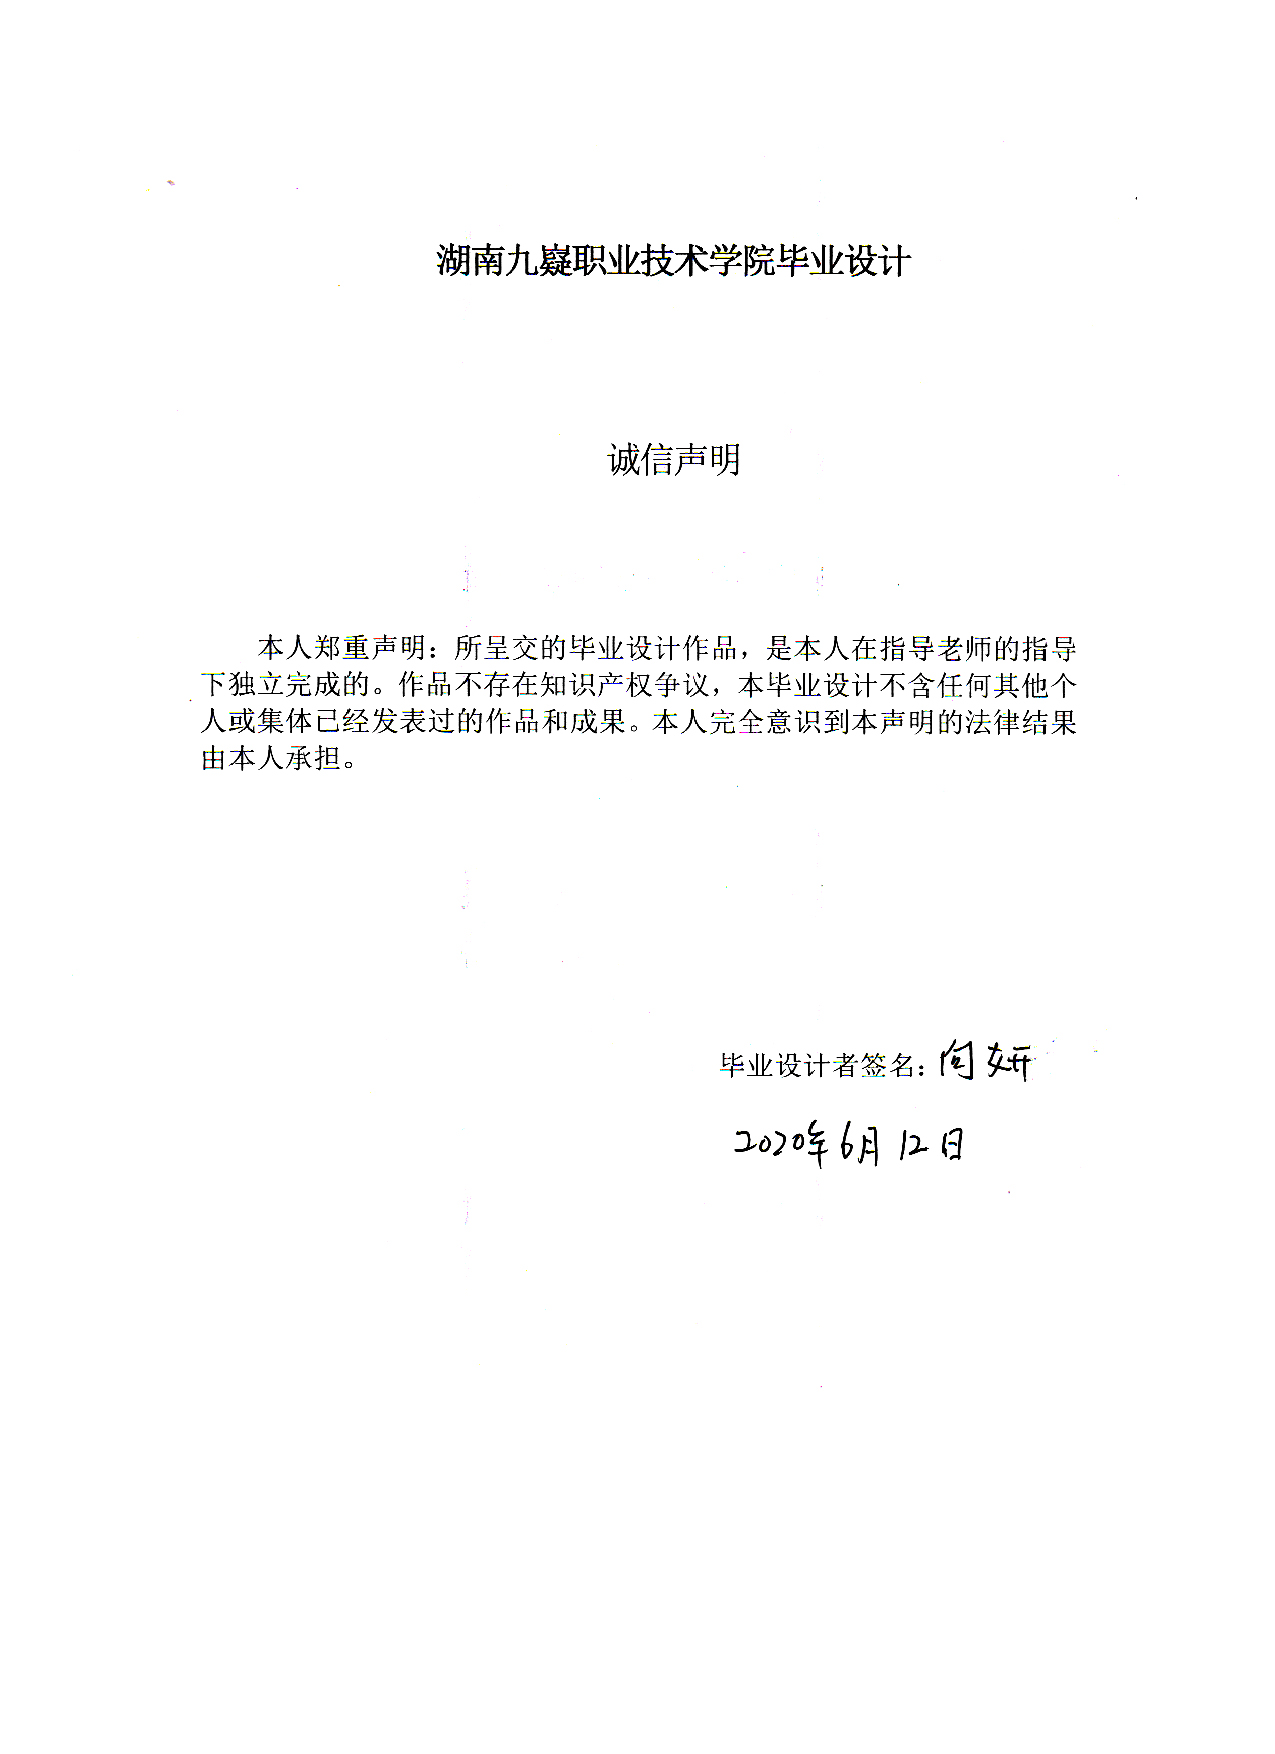 湖南九嶷职业技术学院毕业设计
诚信声明
本人郑重声明：所呈交的毕业设计作品，是本人在指导老师的指导
下独立完成的。作品不存在知识产权争议，本毕业设计不含任何其他个
人或集体已经发表过的作品和成果。本人完全意识到本声明的法律结果
由本人承担。
毕业设计者签名：
2020年6月12日